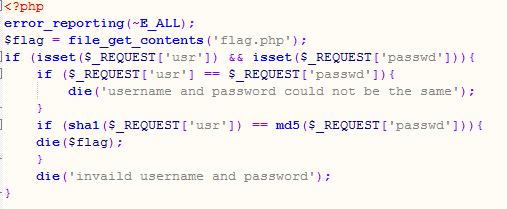 <?php
error_reporting(~E_ALL);
$flag = file_get_contents('flag.php');
if (isset($_REQUEST['usr']) && isset($_REQUEST['passwd'])){
    if ($_REQUEST['usr'] == $_REQUEST['passwd']){
        die('username and password could not be the same');
    }
    if (sha1($_REQUEST['usr']) == md5($_REQUEST['passwd'])){
    die($flag);
    }
    die('invaild username and password');
}